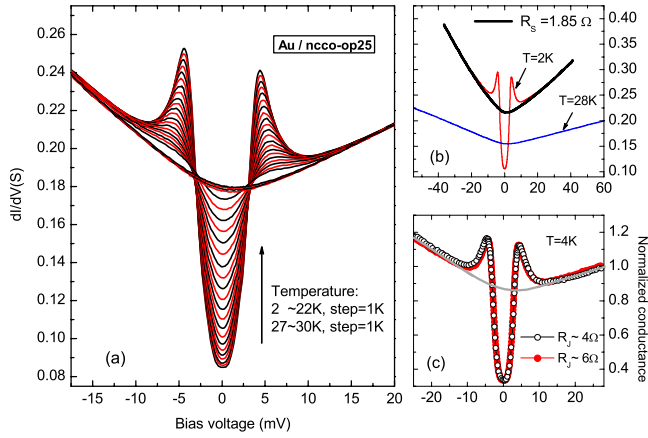 Au / ncco-op25
dI/dV(S)
0.26
0.24
0.22
0.20
0.18
0.16
0.14
0.12
0.10
0.08
Temperature:
2 ~22K, step=1K
27~30K, step=1K
(a)
-15 -10 -5 0 5 10 15 20
Bias voltage (mV)
R_S =1.85 Ω
T=2K
T=28K
(b)
0.40
0.35
0.30
0.25
0.20
0.15
0.10
-40 -20 0 20 40 60
T=4K
R_J~ 4Ω
R_J~ 6Ω
(c)
1.2
1.0
0.8
0.6
0.4
Normalized conductance
-20 -10 0 10 20